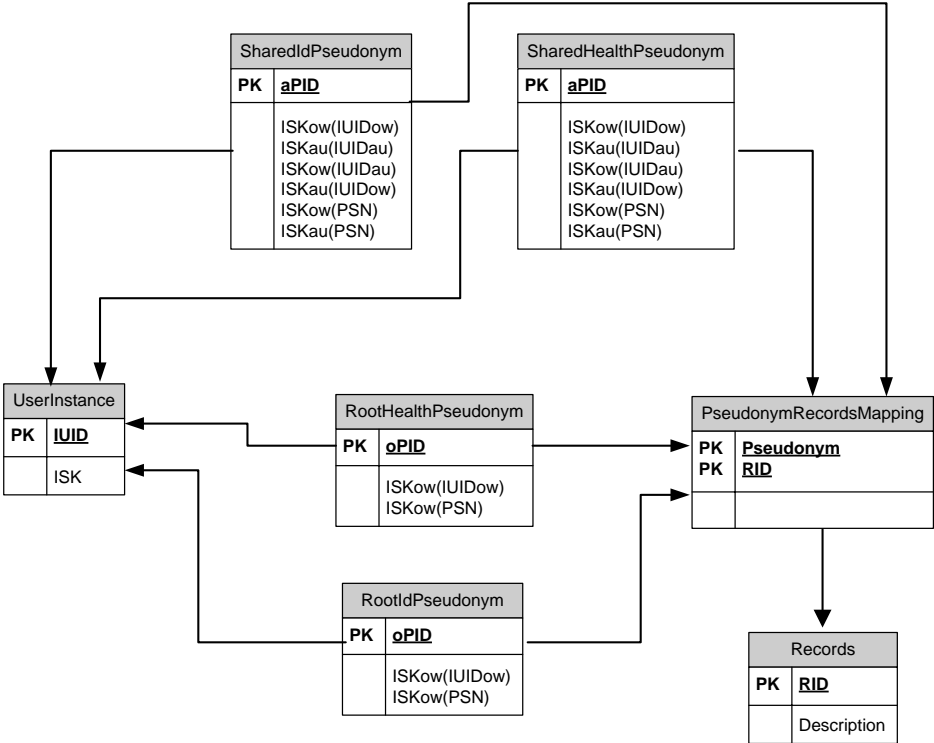 SharedIdPseudonym
PK aPID
ISKow(IUIDow)
ISKau(IUIDau)
ISKow(IUIDau)
ISKau(IUIDow)
ISKow(PSN)
ISKau(PSN)
SharedHealthPseudonym
PK aPID
ISKow(IUIDow)
ISKau(IUIDau)
ISKow(IUIDau)
ISKau(IUIDow)
ISKow(PSN)
ISKau(PSN)
UserInstance
PK IUID
ISK
RootHealthPseudonym
PK oPID
ISKow(IUIDow)
ISKow(PSN)
PseudonymRecordsMapping
PK Pseudonym
PK RID
RootIdPseudonym
PK oPID
ISKow(IUIDow)
ISKow(PSN)
Records
PK RID
Description